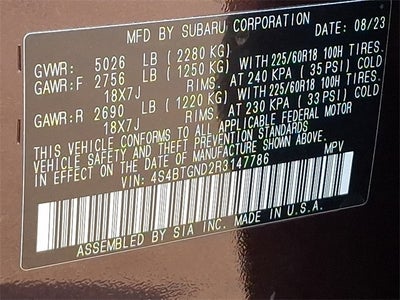 MFD BY SUBARU CORPORATION DATE: 08/23
GVWR: 5026 LB ( 2280 KG)
GAWR:F 2756 LB ( 1250 KG) WITH 225/60R18 100H TIRES.
18X7J RIMS. AT 240 KPA ( 35 PSI) COLD
GAWR:R 2690 LB ( 1220 KG) WITH 225/60R18 100H TIRES.
18X7J RIMS. AT 230 KPA ( 33 PSI) COLD
THIS VEHICLE CONFORMS TO ALL APPLICABLE FEDERAL MOTOR
VEHICLE SAFETY AND THEFT PREVENTION STANDARDS
IN EFFECT ON THE DATE OF MANUFACTURE SHOWN ABOVE.
VIN: 4S4BTGND2R3147786 MPV
ASSEMBLED BY SIA INC. MADE IN U.S.A.